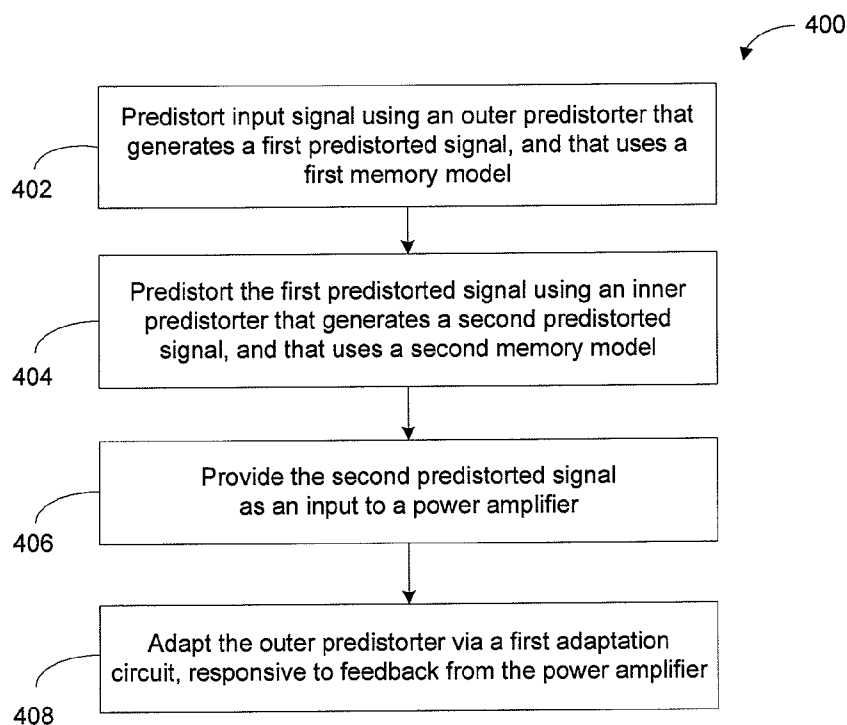 400
Predistort input signal using an outer predistorter that
generates a first predistorted signal, and that uses a
first memory model
402
Predistort the first predistorted signal using an inner
predistorter that generates a second predistorted
signal, and that uses a second memory model
404
Provide the second predistorted signal
as an input to a power amplifier
406
Adapt the outer predistorter via a first adaptation
circuit, responsive to feedback from the power amplifier
408